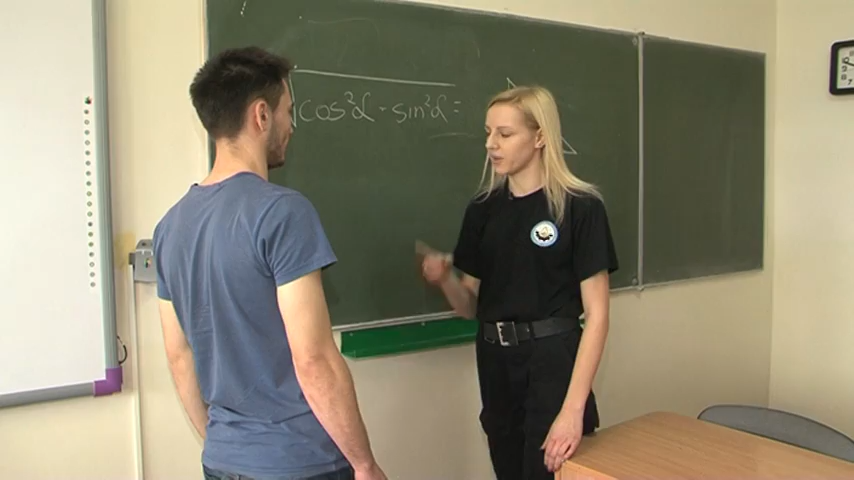 √cos²α - sin²α =